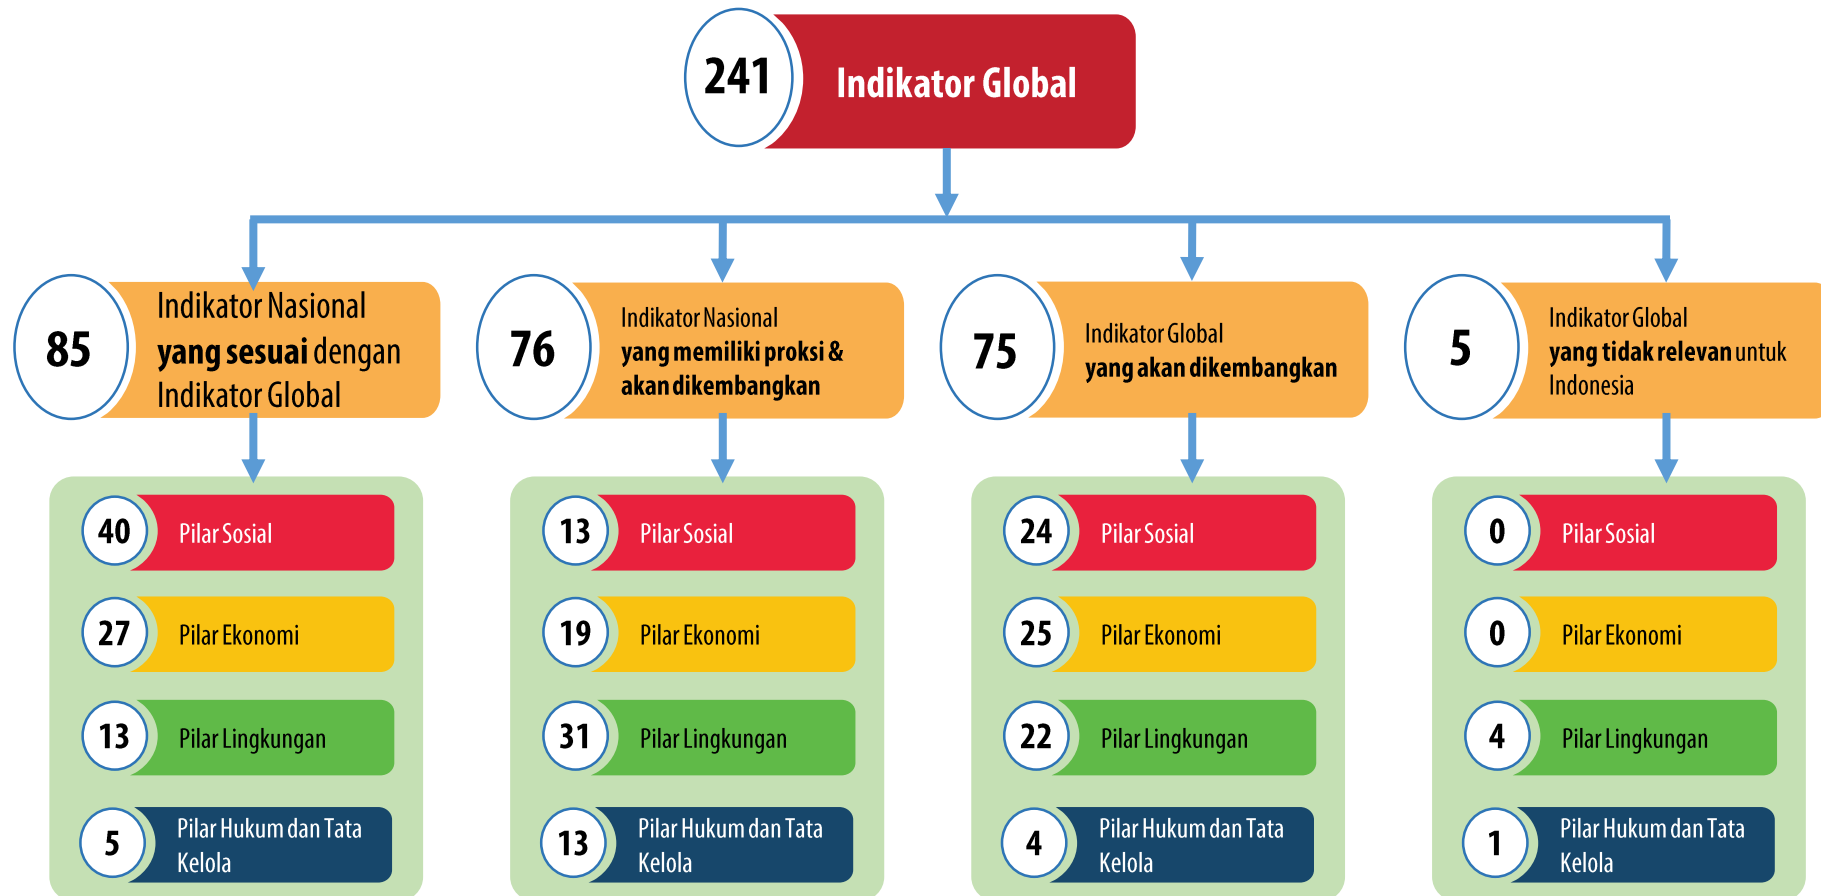 241
Indikator Global
85
Indikator Nasional
yang sesuai dengan
Indikator Global
76
Indikator Nasional
yang memiliki proksi &
akan dikembangkan
75
Indikator Global
yang akan dikembangkan
5
Indikator Global
yang tidak relevan untuk
Indonesia
40
Pilar Sosial
27
Pilar Ekonomi
13
Pilar Lingkungan
5
Pilar Hukum dan Tata
Kelola
13
Pilar Sosial
19
Pilar Ekonomi
31
Pilar Lingkungan
13
Pilar Hukum dan Tata
Kelola
24
Pilar Sosial
25
Pilar Ekonomi
22
Pilar Lingkungan
4
Pilar Hukum dan Tata
Kelola
0
Pilar Sosial
0
Pilar Ekonomi
4
Pilar Lingkungan
1
Pilar Hukum dan Tata
Kelola